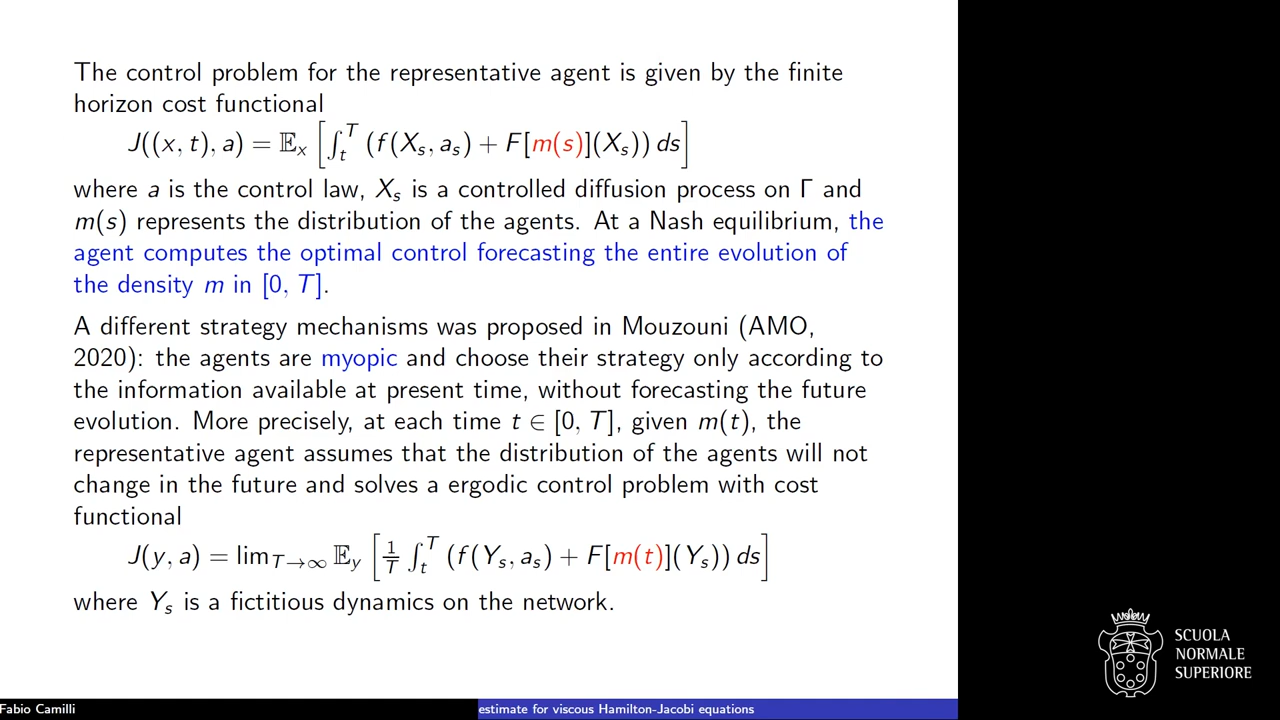 The control problem for the representative agent is given by the finite
horizon cost functional
J((x, t), a) = 𝔼ₓ [∫ₜᵀ (f(Xₛ, aₛ) + F[m(s)](Xₛ)) ds]
where a is the control law, Xₛ is a controlled diffusion process on Γ and
m(s) represents the distribution of the agents. At a Nash equilibrium, the
agent computes the optimal control forecasting the entire evolution of
the density m in [0, T].
A different strategy mechanisms was proposed in Mouzouni (AMO,
2020): the agents are myopic and choose their strategy only according to
the information available at present time, without forecasting the future
evolution. More precisely, at each time t ∈ [0, T], given m(t), the
representative agent assumes that the distribution of the agents will not
change in the future and solves a ergodic control problem with cost
functional
J(y, a) = lim_{T→∞} 𝔼_y [1/T ∫ₜᵀ (f(Yₛ, aₛ) + F[m(t)](Yₛ)) ds]
where Yₛ is a fictitious dynamics on the network.
SCUOLA
NORMALE
SUPERIORE
Fabio Camilli
estimate for viscous Hamilton-Jacobi equations